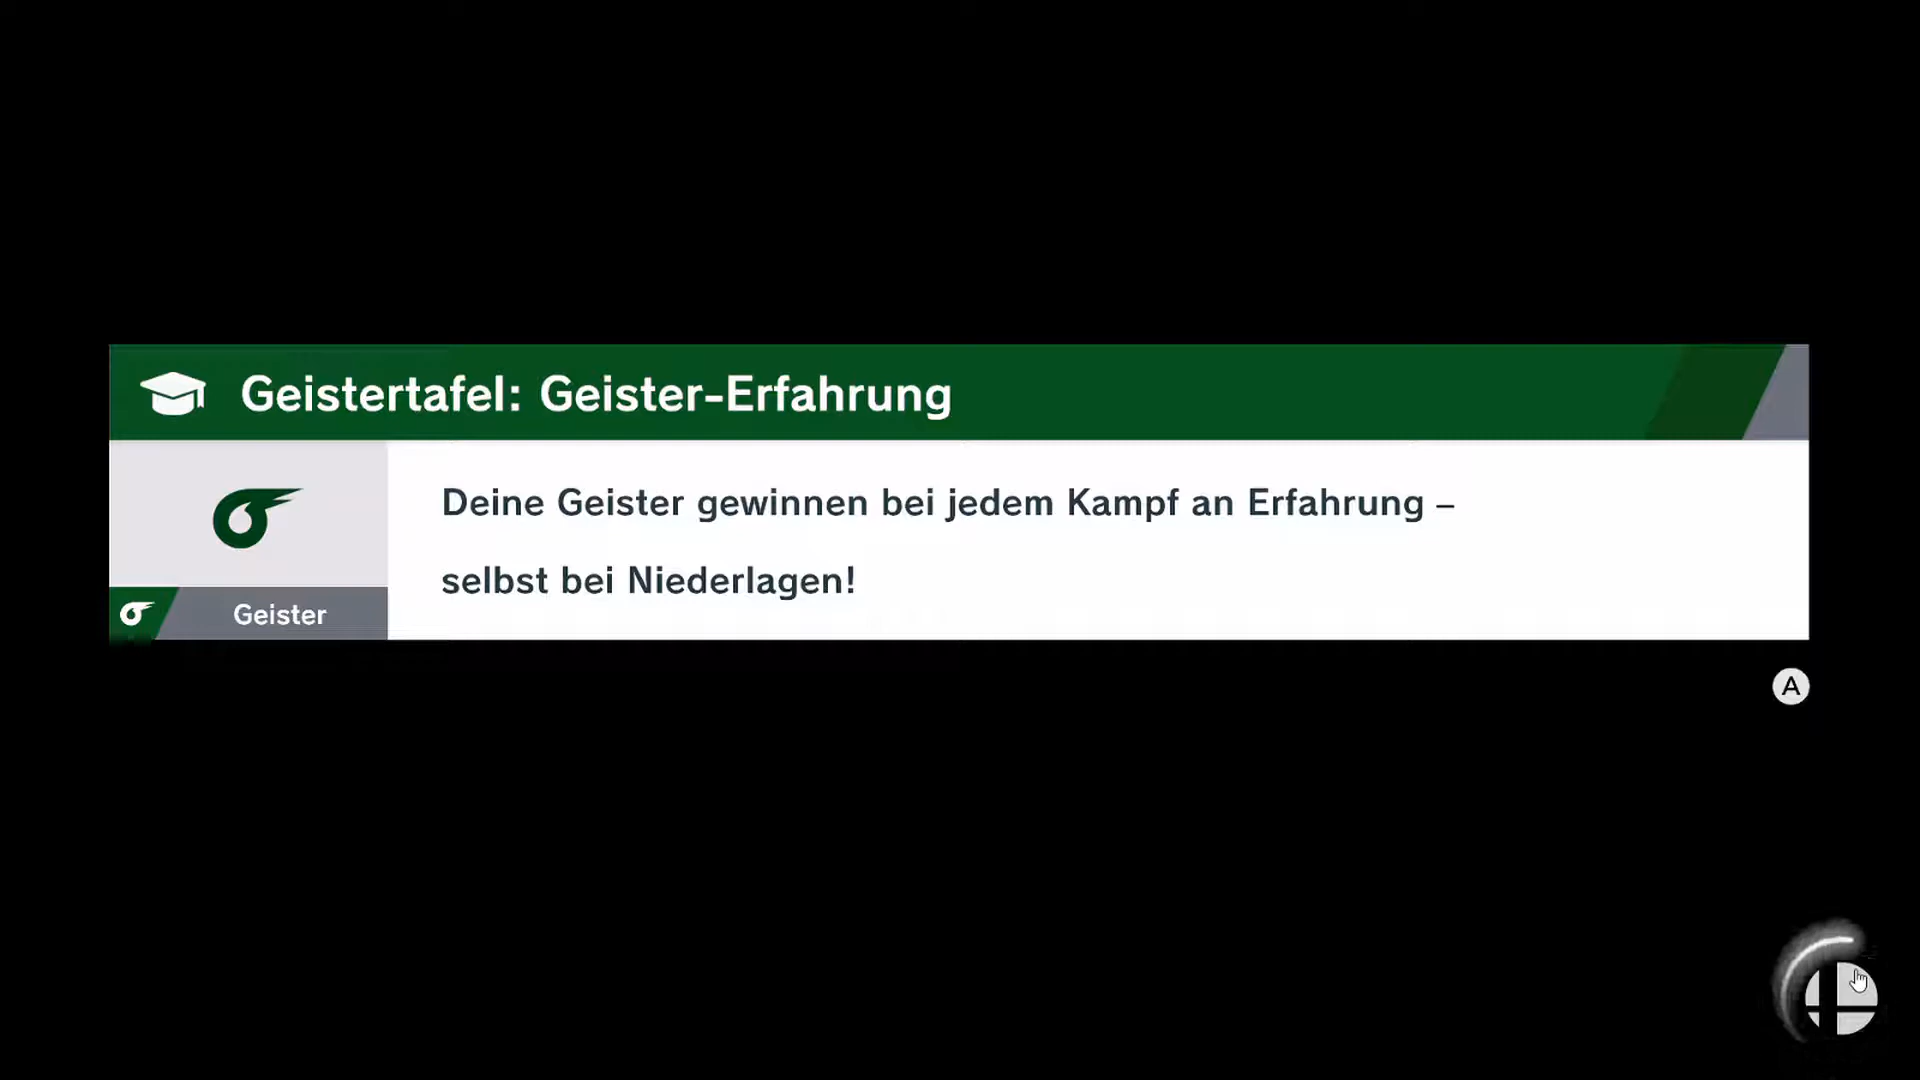 Geistertafel: Geister-Erfahrung
Deine Geister gewinnen bei jedem Kampf an Erfahrung –
selbst bei Niederlagen!
Geister
A